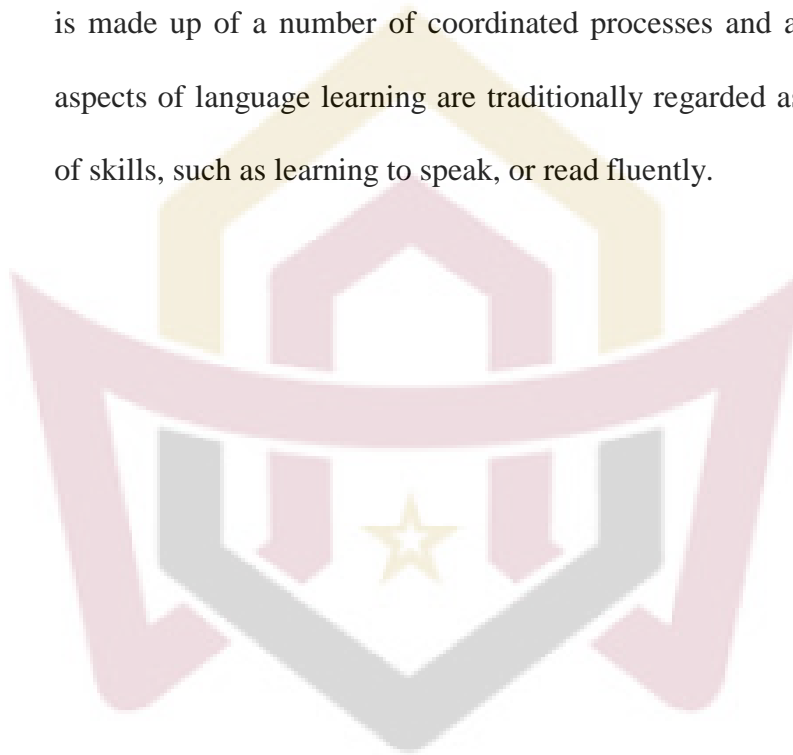 is made up of a number of coordinated processes and
aspects of language learning are traditionally regarded as
of skills, such as learning to speak, or read fluently.